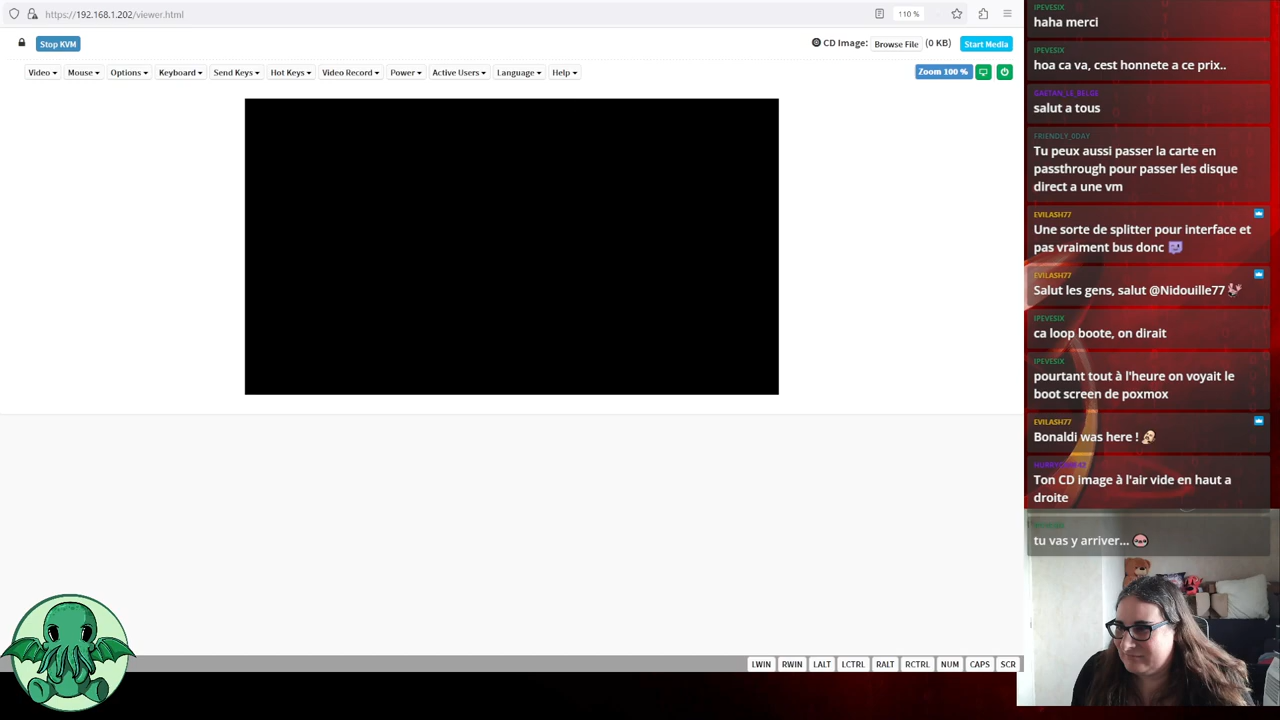 https://192.168.1.202/viewer.html
110 %
Stop KVM
CD Image: Browse File (0 KB) Start Media
Video Mouse Options Keyboard Send Keys Hot Keys Video Record Power Active Users Language Help
Zoom 100 %
LWIN RWIN LALT LCTRL RALT RCTRL NUM CAPS SCR
IPEVESIX
haha merci
IPEVESIX
hoa ca va, cest honnete a ce prix..
GAETAN_LE_BELGE
salut a tous
FRIENDLY_0DAY
Tu peux aussi passer la carte en
passthrough pour passer les disque
direct a une vm
EVILASH77
Une sorte de splitter pour interface et
pas vraiment bus donc
EVILASH77
Salut les gens, salut @Nidouille77
IPEVESIX
ca loop boote, on dirait
IPEVESIX
pourtant tout à l'heure on voyait le
boot screen de poxmox
EVILASH77
Bonaldi was here !
Ton CD image à l'air vide en haut a
droite
tu vas y arriver...